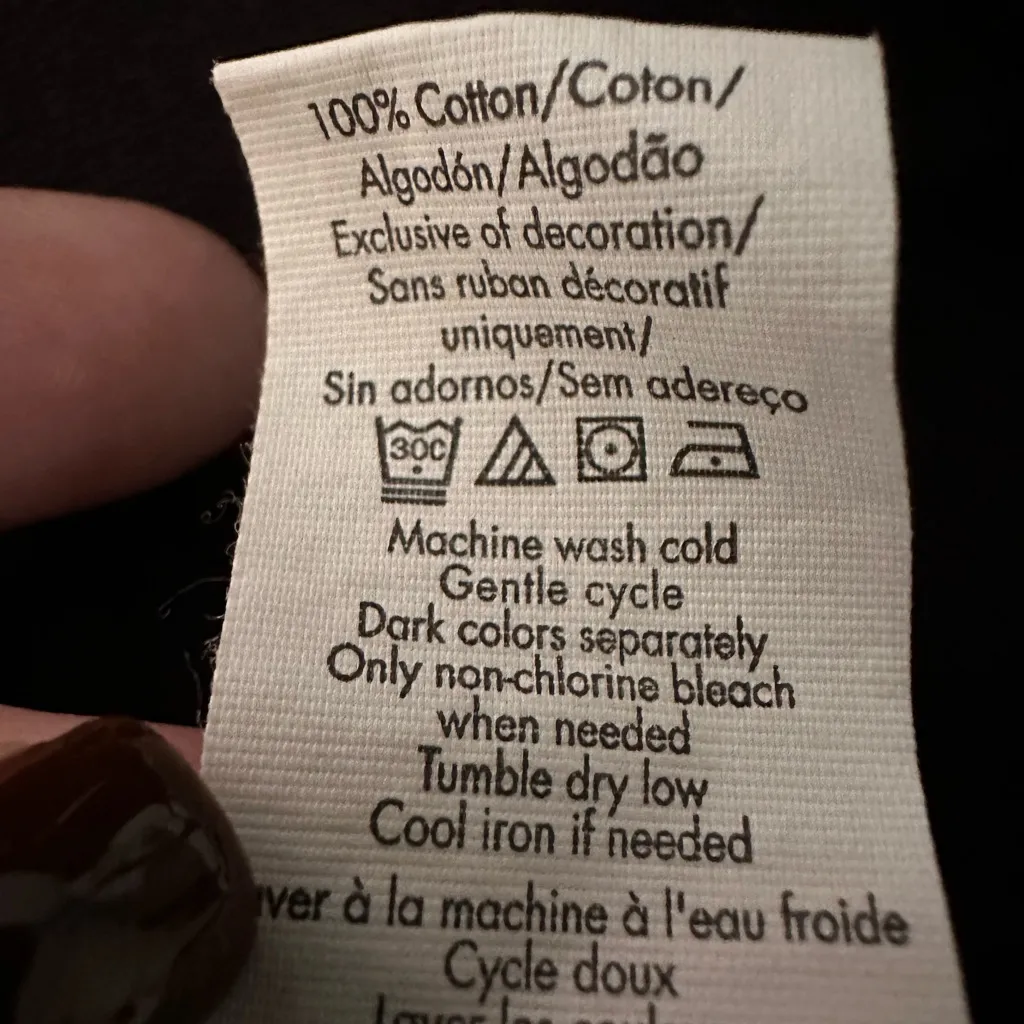 100% Cotton/Coton/
Algodón/Algodão
Exclusive of decoration/
Sans ruban décoratif
uniquement/
Sin adornos/Sem adereço
30C
Machine wash cold
Gentle cycle
Dark colors separately
Only non-chlorine bleach
when needed
Tumble dry low
Cool iron if needed
à la machine à l'eau froide
Cycle doux